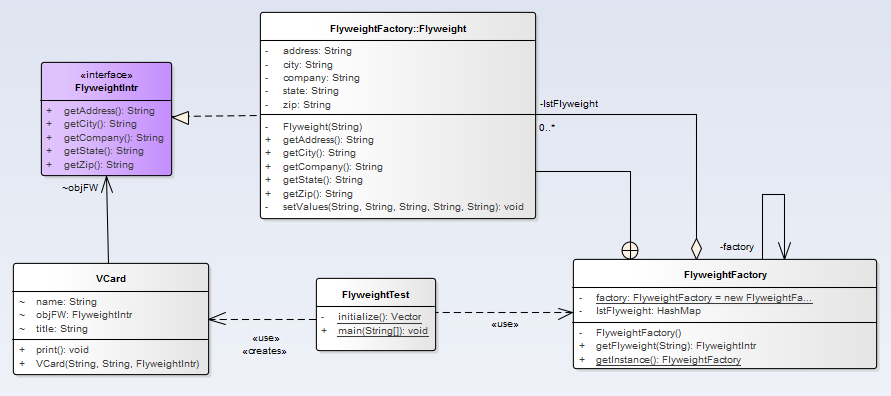 FlyweightFactory::Flyweight
- address: String
- city: String
- company: String
- state: String
- zip: String
- Flyweight(String)
+ getAddress(): String
+ getCity(): String
+ getCompany(): String
+ getState(): String
+ getZip(): String
- setValues(String, String, String, String, String): void
«interface»
FlyweightIntr
+ getAddress(): String
+ getCity(): String
+ getCompany(): String
+ getState(): String
+ getZip(): String
-lstFlyweight
0..*
~objFW
-factory
VCard
~ name: String
~ objFW: FlyweightIntr
~ title: String
+ print(): void
+ VCard(String, String, FlyweightIntr)
«use»
«creates»
FlyweightTest
- initialize(): Vector
+ main(String[]): void
«use»
FlyweightFactory
- factory: FlyweightFactory = new FlyweightFa...
- lstFlyweight: HashMap
- FlyweightFactory()
+ getFlyweight(String): FlyweightIntr
+ getInstance(): FlyweightFactory